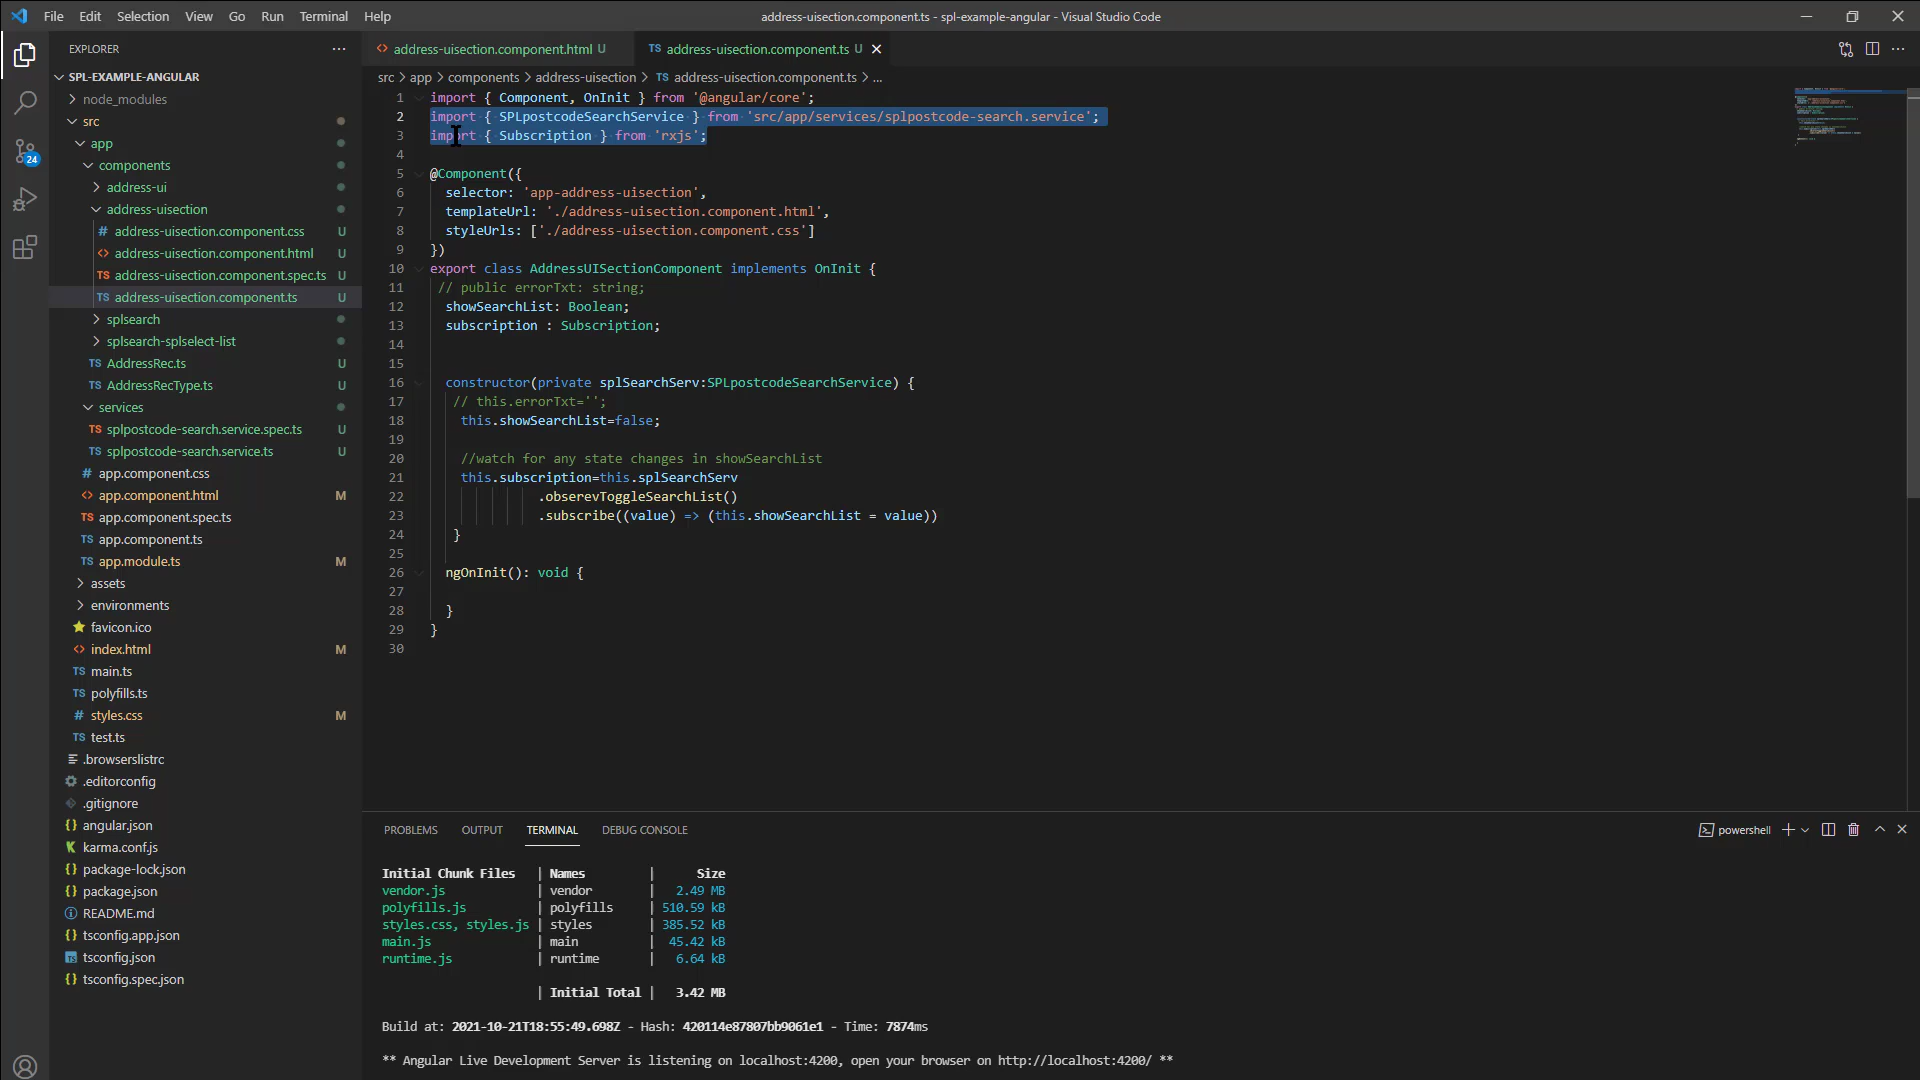 File Edit Selection View Go Run Terminal Help
address-uisection.component.ts - spl-example-angular - Visual Studio Code
EXPLORER
SPL-EXAMPLE-ANGULAR
node_modules
src
app
components
address-ui
address-uisection
address-uisection.component.css U
address-uisection.component.html U
address-uisection.component.spec.ts U
address-uisection.component.ts U
splsearch
splsearch-splselect-list
AddressRec.ts U
AddressRecType.ts U
services
splpostcode-search.service.spec.ts U
splpostcode-search.service.ts U
app.component.css
app.component.html M
app.component.spec.ts
app.component.ts
app.module.ts M
assets
environments
favicon.ico
index.html M
main.ts
polyfills.ts
styles.css M
test.ts
.browserslistrc
.editorconfig
.gitignore
angular.json
karma.conf.js
package-lock.json
package.json
README.md
tsconfig.app.json
tsconfig.json
tsconfig.spec.json
24
address-uisection.component.html U
TS address-uisection.component.ts U
src > app > components > address-uisection > TS address-uisection.component.ts > ...
1 import { Component, OnInit } from '@angular/core';
2 import { SPLpostcodeSearchService } from 'src/app/services/splpostcode-search.service';
3 import { Subscription } from 'rxjs';
4
5 @Component({
6 selector: 'app-address-uisection',
7 templateUrl: './address-uisection.component.html',
8 styleUrls: ['./address-uisection.component.css']
9 })
10 export class AddressUISectionComponent implements OnInit {
11 // public errorTxt: string;
12 showSearchList: Boolean;
13 subscription : Subscription;
14
15
16 constructor(private splSearchServ:SPLpostcodeSearchService) {
17 // this.errorTxt='';
18 this.showSearchList=false;
19
20 //watch for any state changes in showSearchList
21 this.subscription=this.splSearchServ
22 .obserevToggleSearchList()
23 .subscribe((value) => (this.showSearchList = value))
24 }
25
26 ngOnInit(): void {
27
28 }
29 }
30
PROBLEMS OUTPUT TERMINAL DEBUG CONSOLE
powershell
Initial Chunk Files | Names | Size
vendor.js | vendor | 2.49 MB
polyfills.js | polyfills | 510.59 kB
styles.css, styles.js | styles | 385.52 kB
main.js | main | 45.42 kB
runtime.js | runtime | 6.64 kB
| Initial Total | 3.42 MB
Build at: 2021-10-21T18:55:49.698Z - Hash: 420114e87807bb9061e1 - Time: 7874ms
** Angular Live Development Server is listening on localhost:4200, open your browser on http://localhost:4200/ **